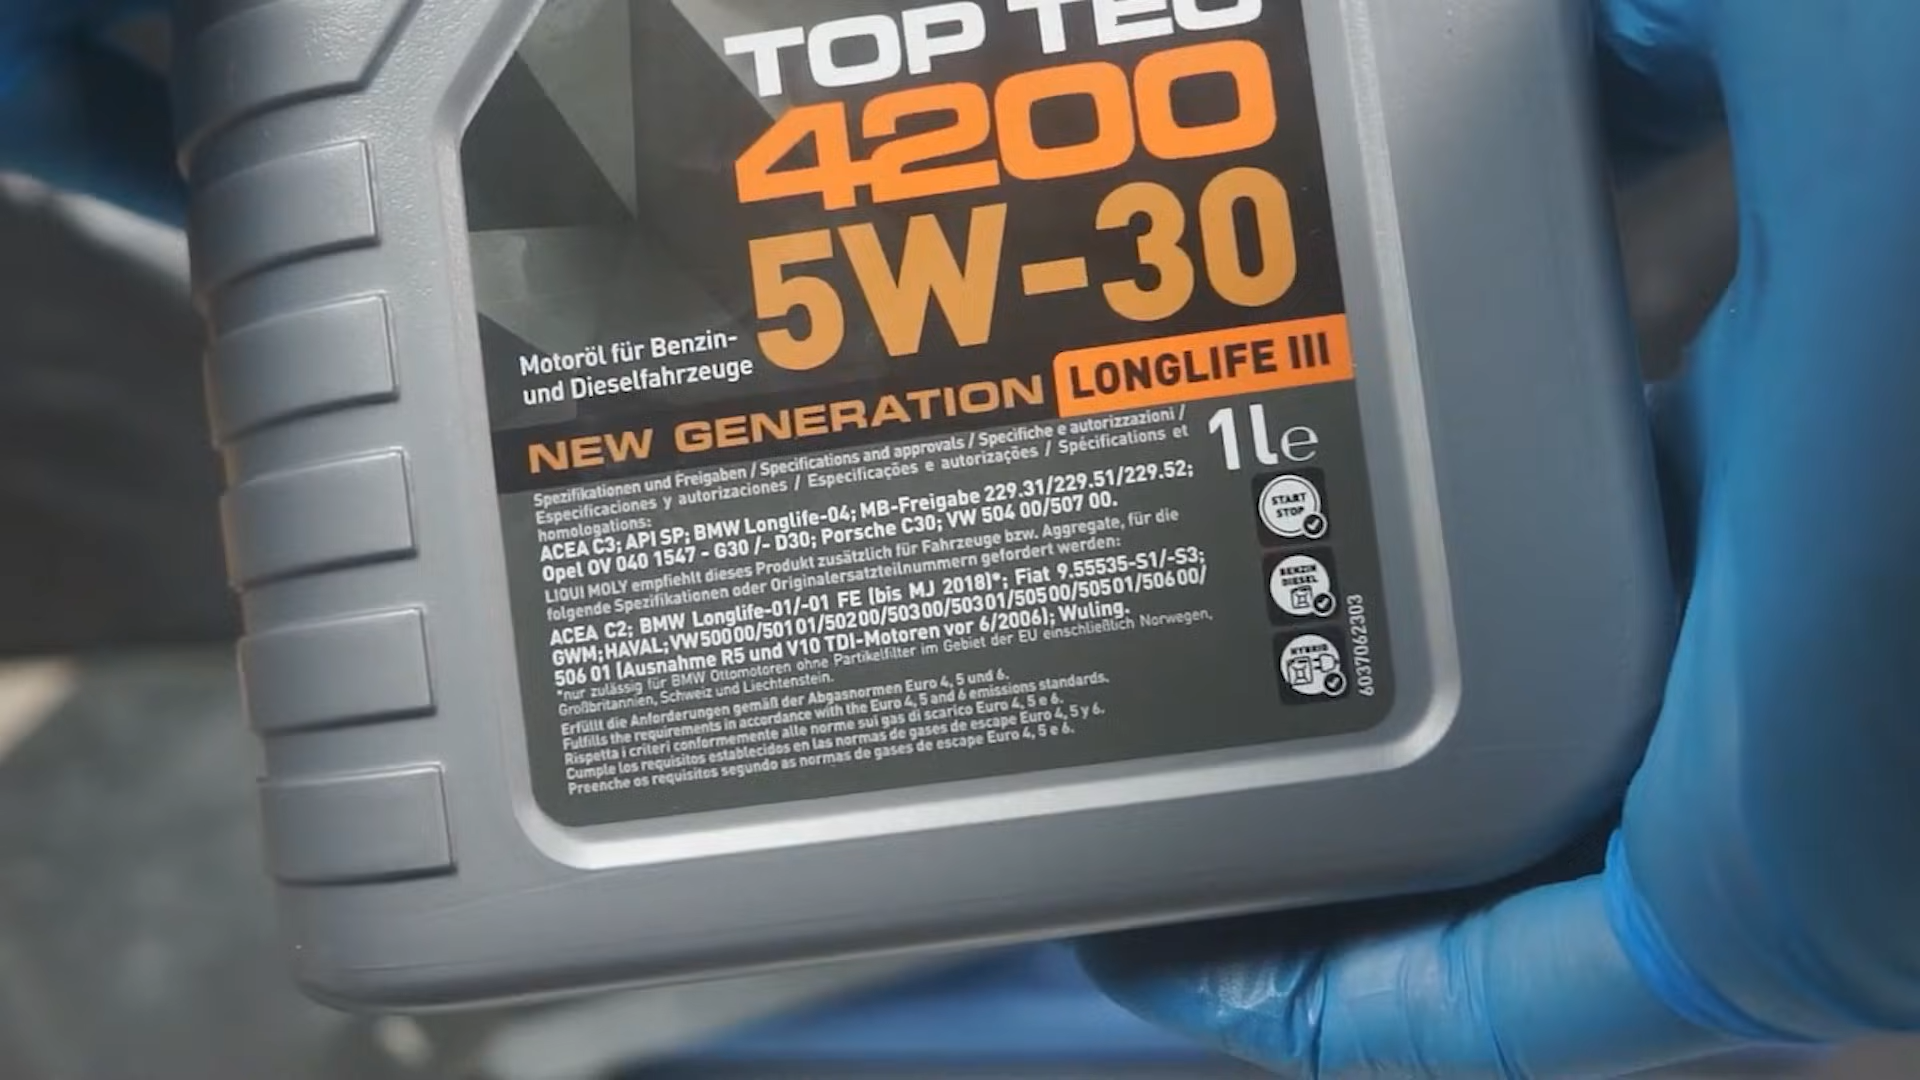 TOP TEC
4200
5W-30
Motoröl für Benzin-
und Dieselfahrzeuge
NEW GENERATION LONGLIFE III
1l e
Spezifikationen und Freigaben / Specifications and approvals / Specifiche e autorizzazioni /
Especificaciones y autorizaciones / Especificações e autorizações / Spécifications et
homologations:
ACEA C3; API SP; BMW Longlife-04; MB-Freigabe 229.31/229.51/229.52;
Opel OV 040 1547 - G30 /- D30; Porsche C30; VW 504 00/507 00.
LIQUI MOLY empfiehlt dieses Produkt zusätzlich für Fahrzeuge bzw. Aggregate, für die
folgende Spezifikationen oder Originalersatzteilnummern gefordert werden:
ACEA C2; BMW Longlife-01/-01 FE (bis MJ 2018)*; Fiat 9.55535-S1/-S3;
GWM; HAVAL; VW 500 00/501 01/502 00/503 00/503 01/505 00/505 01/506 00/
506 01 (Ausnahme R5 und V10 TDI-Motoren vor 6/2006); Wuling.
*nur zulässig für BMW Ottomotoren ohne Partikelfilter im Gebiet der EU einschließlich Norwegen,
Großbritannien, Schweiz und Liechtenstein.
Erfüllt die Anforderungen gemäß der Abgasnormen Euro 4, 5 und 6.
Fulfills the requirements in accordance with the Euro 4, 5 and 6 emissions standards.
Rispetta i criteri conformemente alle norme sui gas di scarico Euro 4, 5 e 6.
Cumple los requisitos establecidos en las normas de gases de escape Euro 4, 5 y 6.
Preenche os requisitos segundo as normas de gases de escape Euro 4, 5 e 6.
START
STOP
BENZIN
DIESEL
HYBRID
6037062303